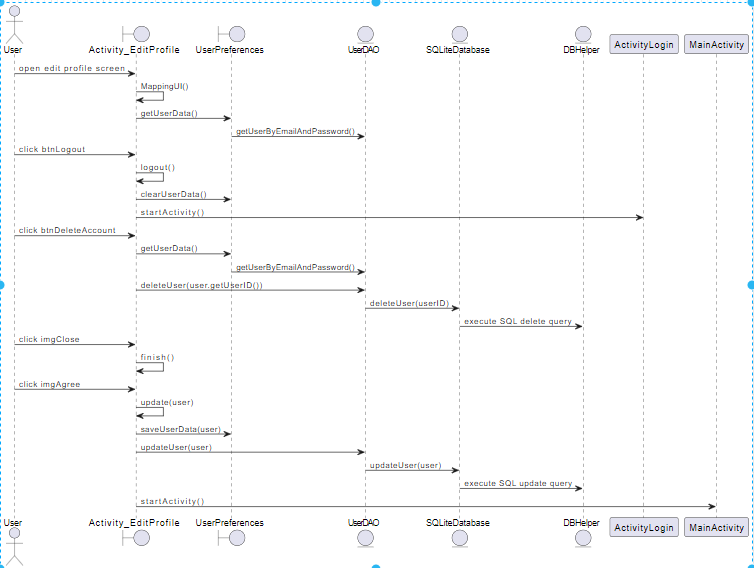 User
Activity_EditProfile
UserPreferences
UserDAO
SQLiteDatabase
DBHelper
ActivityLogin
MainActivity
open edit profile screen
MappingUI()
getUserData()
getUserByEmailAndPassword()
click btnLogout
logout()
clearUserData()
startActivity()
click btnDeleteAccount
getUserData()
getUserByEmailAndPassword()
deleteUser(user.getUserID())
deleteUser(userID)
execute SQL delete query
click imgClose
finish()
click imgAgree
update(user)
saveUserData(user)
updateUser(user)
updateUser(user)
execute SQL update query
startActivity()
User
Activity_EditProfile
UserPreferences
UserDAO
SQLiteDatabase
DBHelper
ActivityLogin
MainActivity